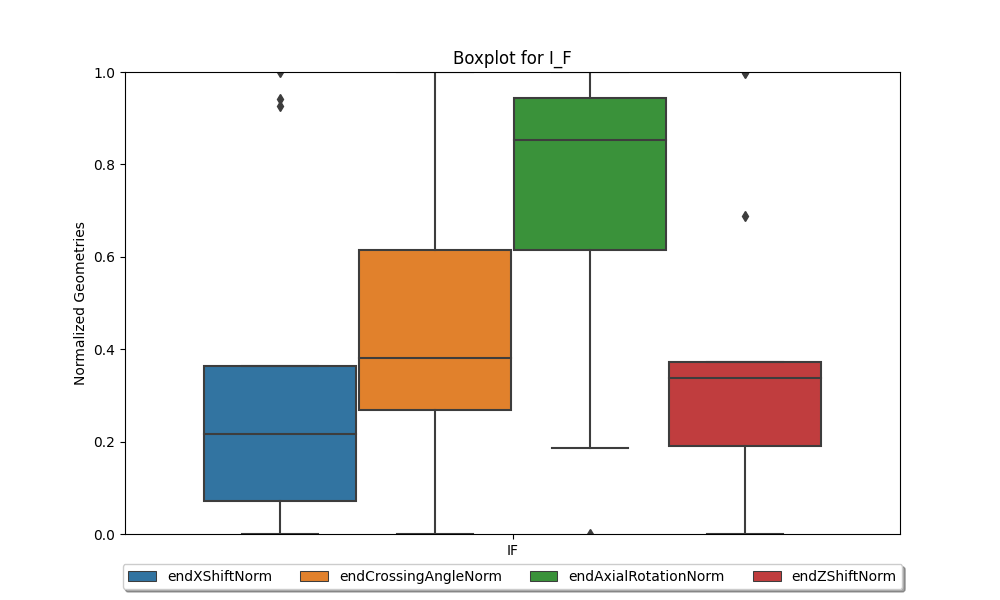 Boxplot for I_F
1.0
0.8
0.6
0.4
0.2
0.0
Normalized Geometries
IF
endXShiftNorm endCrossingAngleNorm endAxialRotationNorm endZShiftNorm